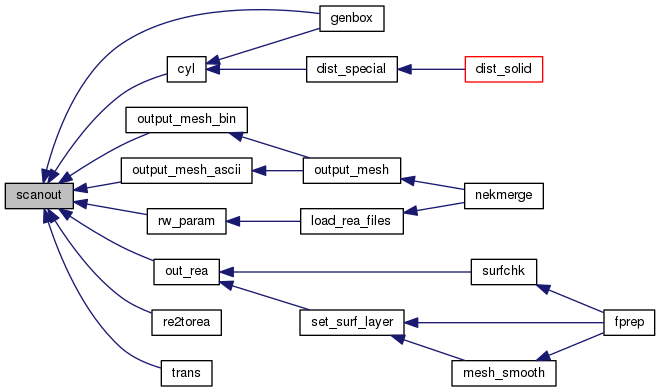 genbox
cyl
dist_special
dist_solid
output_mesh_bin
output_mesh_ascii
output_mesh
scanout
nekmerge
rw_param
load_rea_files
out_rea
surfchk
re2torea
set_surf_layer
fprep
trans
mesh_smooth